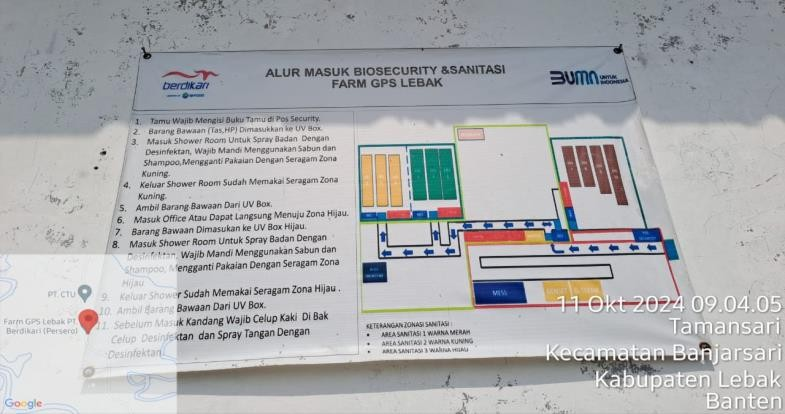 berdikari
ALUR MASUK BIOSECURITY &SANITASI
FARM GPS LEBAK
BUMN UNTUK
INDONESIA
1. Tamu Wajib Mengisi Buku Tamu di Pos Security.
2. Barang Bawaan (Tas,HP) Dimasukkan ke UV Box.
3. Masuk Shower Room Untuk Spray Badan Dengan
Desinfektan, Wajib Mandi Menggunakan Sabun dan
Shampoo,Mengganti Pakaian Dengan Seragam Zona
Kuning.
4. Keluar Shower Room Sudah Memakai Seragam Zona
Kuning.
5. Ambil Barang Bawaan Dari UV Box.
6. Masuk Office Atau Dapat Langsung Menuju Zona Hijau.
7. Barang Bawaan Dimasukan ke UV Box Hijau.
8. Masuk Shower Room Untuk Spray Badan Dengan
Desinfektan, Wajib Mandi Menggunakan Sabun dan
Shampoo, Mengganti Pakaian Dengan Seragam Zona
Hijau
9. Keluar Shower Sudah Memakai Seragam Zona Hijau .
10. Ambil Barang Bawaan Dari UV Box.
11. Sebelum Masuk Kandang Wajib Celup Kaki Di Bak
Celup Desinfektan dan Spray Tangan Dengan
Desinfektan
MESS
GENSET
KETERANGAN ZONASI SANITASI :
• AREA SANITASI 1 WARNA MERAH
• AREA SANITASI 2 WARNA KUNING
• AREA SANITASI 3 WARNA HIJAU
PT. CTU
Farm GPS Lebak PT.
Berdikari (Persero)
Google
11 Okt 2024 09.04.05
Tamansari
Kecamatan Banjarsari
Kabupaten Lebak
Banten